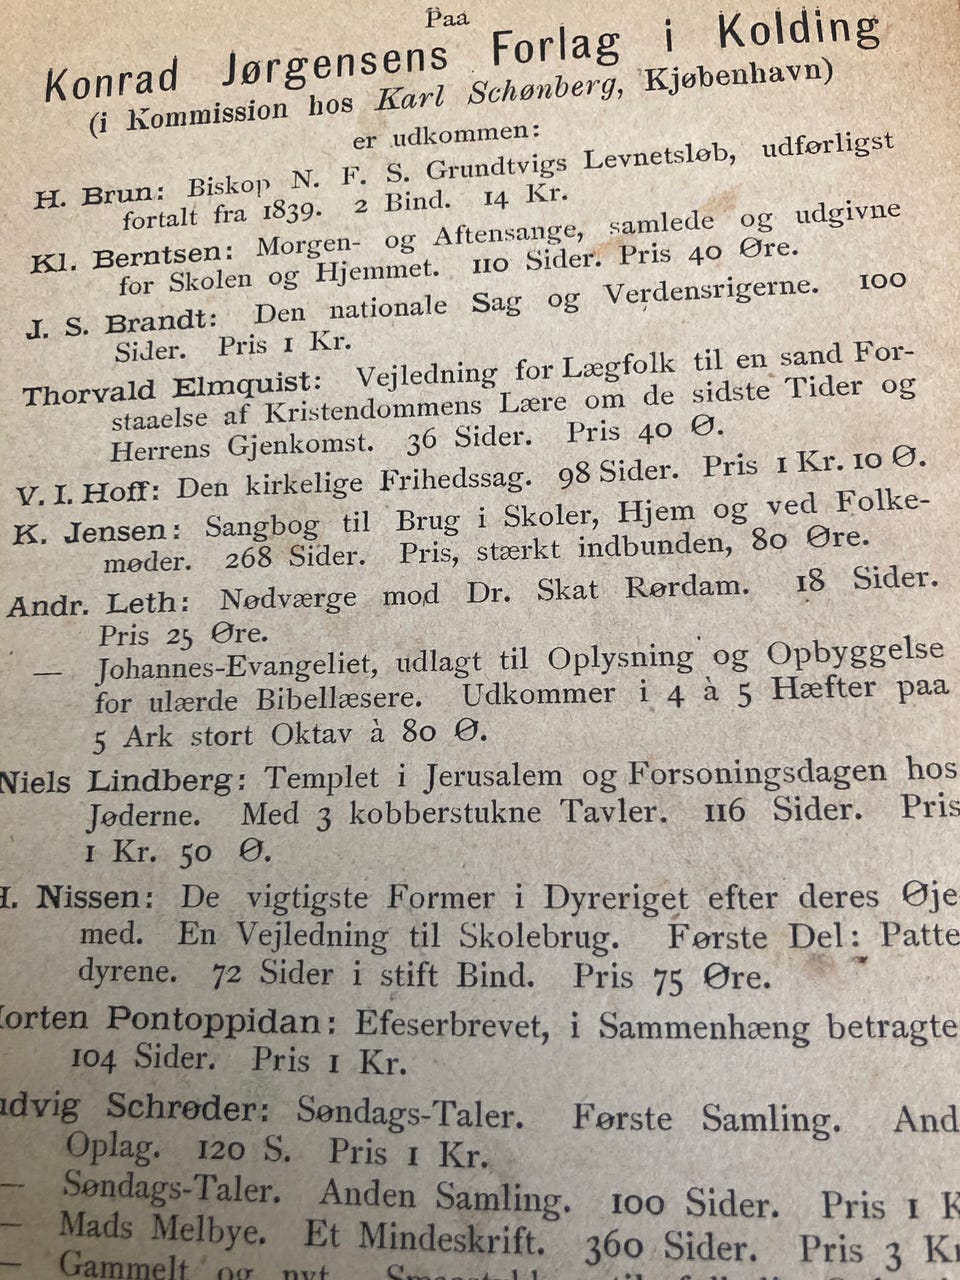 Paa
Konrad Jørgensens Forlag i Kolding
(i Kommission hos Karl Schønberg, Kjøbenhavn)
er udkommen:
H. Brun: Biskop N. F. S. Grundtvigs Levnetsløb, udførligst
fortalt fra 1839. 2 Bind. 14 Kr.
Kl. Berntsen: Morgen- og Aftensange, samlede og udgivne
for Skolen og Hjemmet. 110 Sider. Pris 40 Øre.
J. S. Brandt: Den nationale Sag og Verdensrigerne. 100
Sider. Pris 1 Kr.
Thorvald Elmquist: Vejledning for Lægfolk til en sand For-
staaelse af Kristendommens Lære om de sidste Tider og
Herrens Gjenkomst. 36 Sider. Pris 40 Ø.
V. I. Hoff: Den kirkelige Frihedssag. 98 Sider. Pris 1 Kr. 10 Ø.
K. Jensen: Sangbog til Brug i Skoler, Hjem og ved Folke-
møder. 268 Sider. Pris, stærkt indbunden, 80 Øre.
Andr. Leth: Nødværge mod Dr. Skat Rørdam. 18 Sider.
Pris 25 Øre.
— Johannes-Evangeliet, udlagt til Oplysning og Opbyggelse
for ulærde Bibellæsere. Udkommer i 4 à 5 Hæfter paa
5 Ark stort Oktav à 80 Ø.
Niels Lindberg: Templet i Jerusalem og Forsoningsdagen hos
Jøderne. Med 3 kobberstukne Tavler. 116 Sider. Pris
1 Kr. 50 Ø.
Nissen: De vigtigste Former i Dyreriget efter deres Øje-
med. En Vejledning til Skolebrug. Første Del: Patte
dyrene. 72 Sider i stift Bind. Pris 75 Øre.
orten Pontoppidan: Efeserbrevet, i Sammenhæng betragte
104 Sider. Pris 1 Kr.
dvig Schrøder: Søndags-Taler. Første Samling. And
Oplag. 120 S. Pris 1 Kr.
— Søndags-Taler. Anden Samling. 100 Sider. Pris 1 K
— Mads Melbye. Et Mindeskrift. 360 Sider. Pris 3 Kr
— Gammelt og nyt.